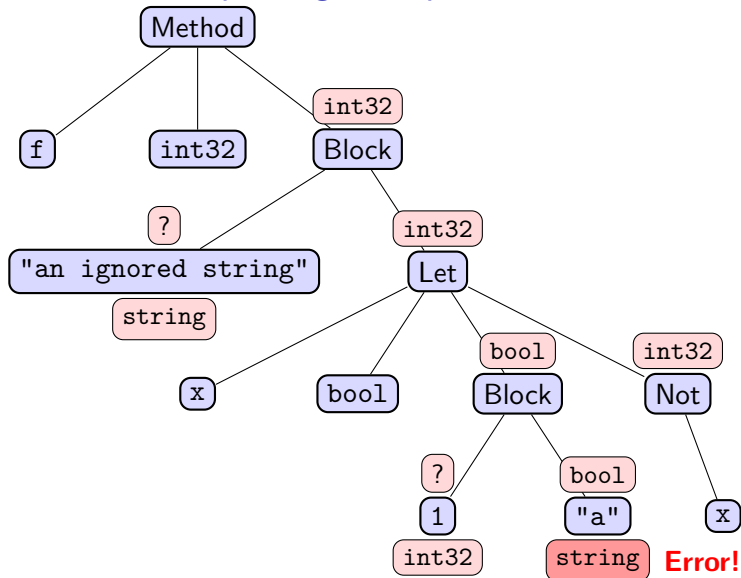 Method
int32
f int32 Block
? int32
"an ignored string" Let
string
bool int32
x bool Block Not
? bool
1 "a" x
int32 string Error!